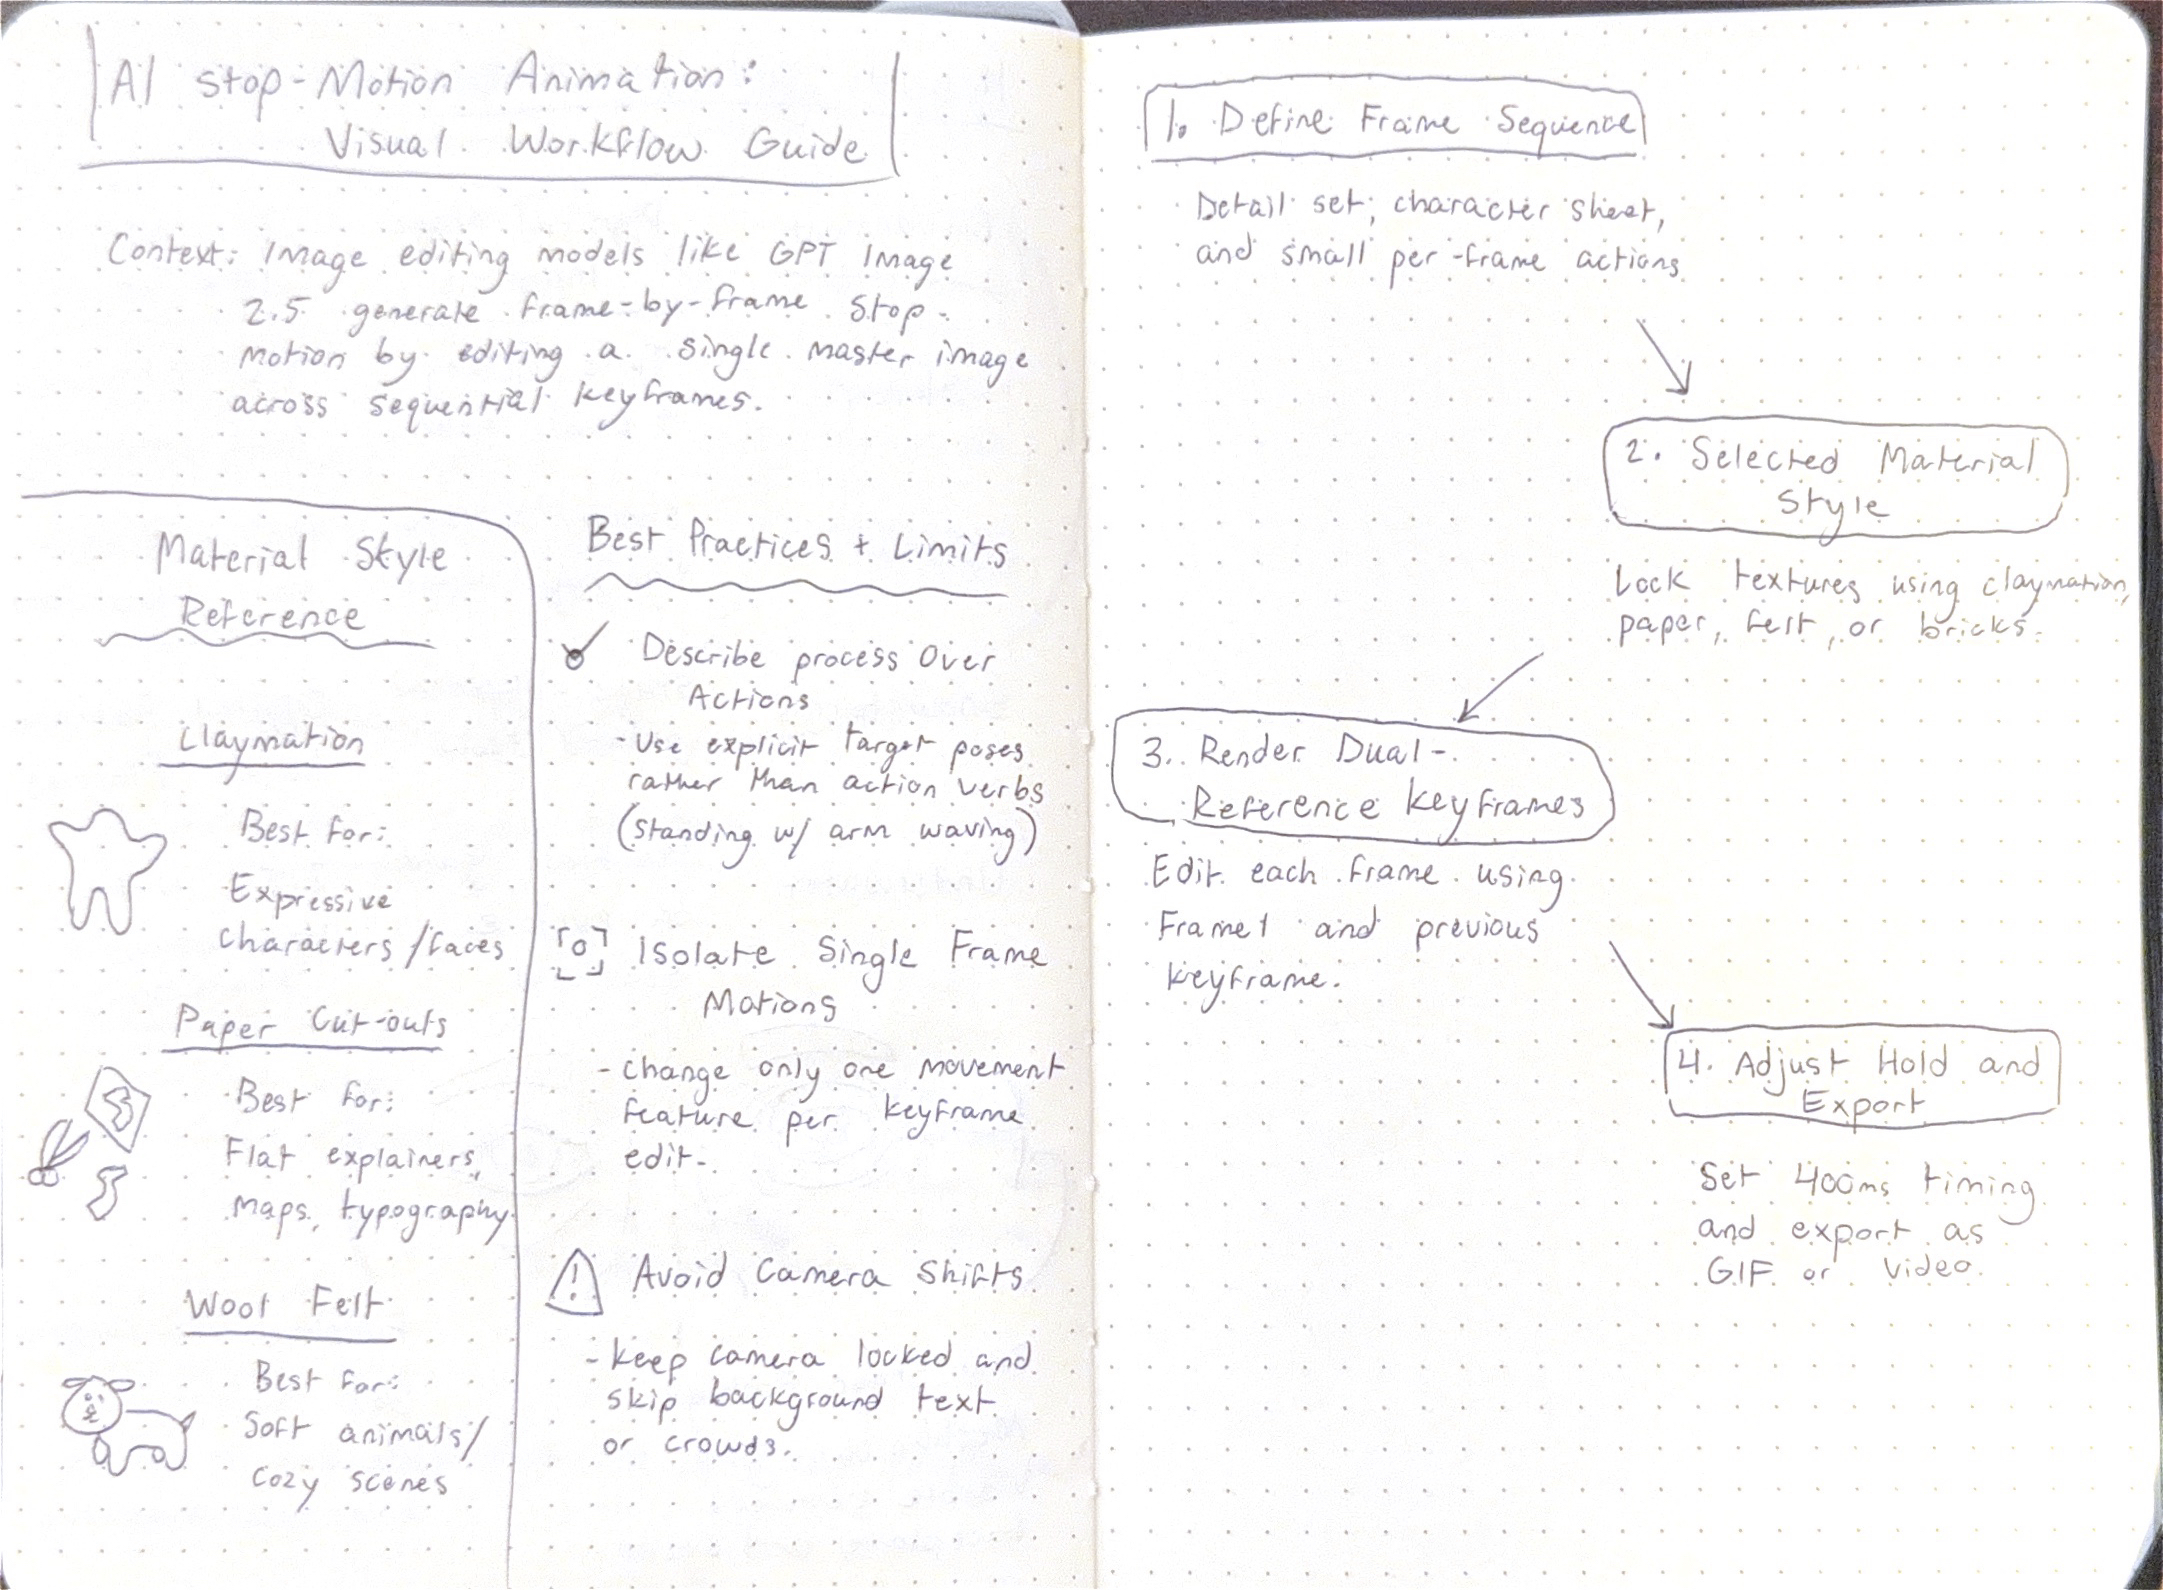 AI Stop-Motion Animation:
Visual Workflow Guide
Context: Image editing models like GPT Image
2.5 generate frame-by-frame stop-
motion by editing a single master image
across sequential keyframes.
Material Style
Reference
Claymation
Best for:
Expressive
characters/faces
Paper Cut-outs
Best for:
Flat explainers,
maps, typography
Wool Felt
Best for:
Soft animals/
cozy scenes
Best Practices + Limits
Describe process Over
Actions
- Use explicit target poses
rather than action verbs
(standing w/ arm waving)
Isolate Single Frame
Motions
- change only one movement
feature per keyframe
edit.
Avoid Camera Shifts
- keep camera locked and
skip background text
or crowds.
1. Define Frame Sequence
Detail set, character sheet,
and small per-frame actions
2. Selected Material
Style
Lock textures using claymation,
paper, felt, or bricks.
3. Render Dual-
Reference Keyframes
Edit each frame using
Frame 1 and previous
keyframe.
4. Adjust Hold and
Export
Set 400ms timing
and export as
GIF or video.